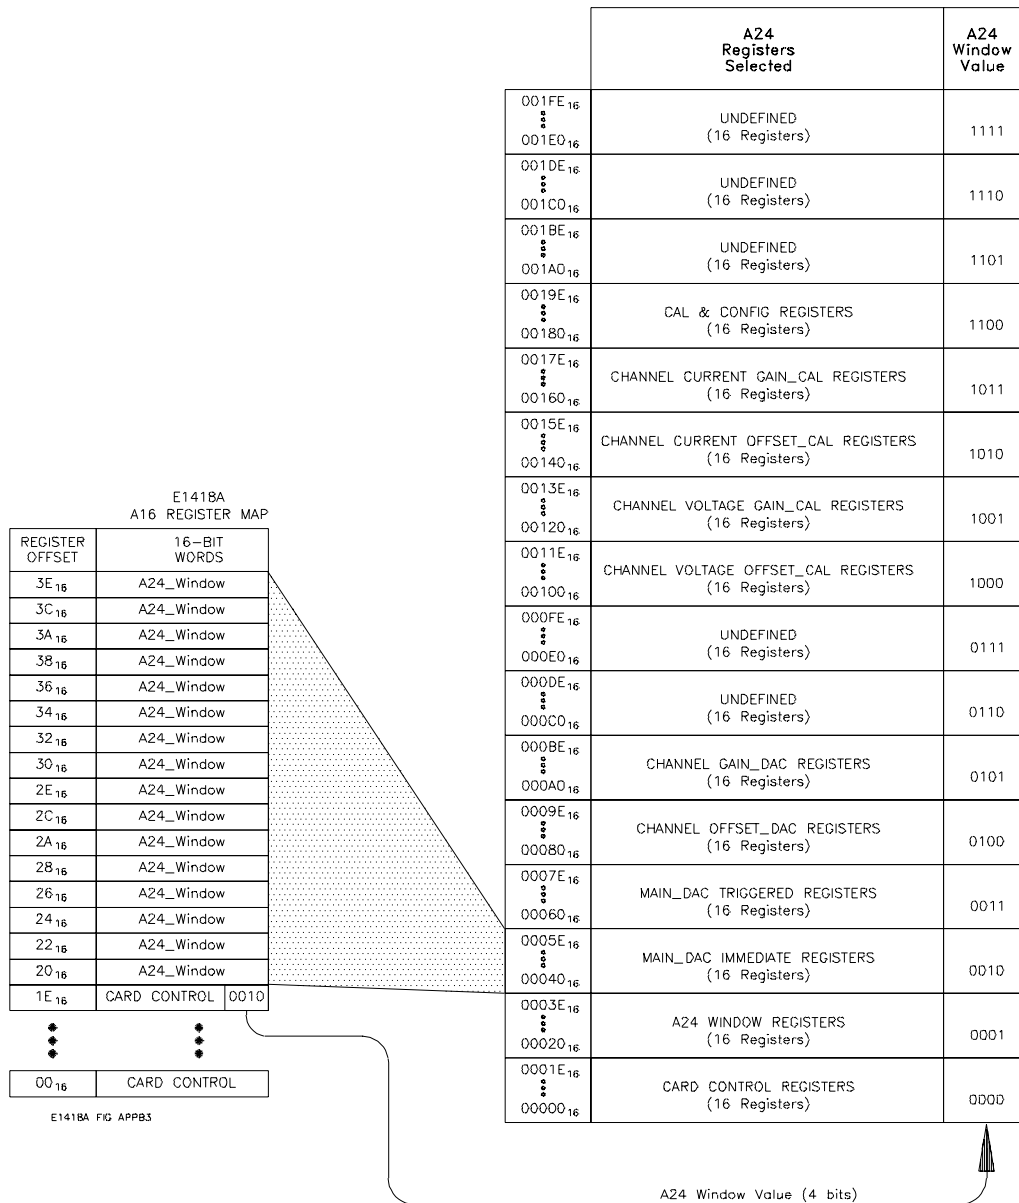 A24
Registers
Selected
A24
Window
Value
001FE16
UNDEFINED
(16 Registers)
1111
001E016
001DE16
UNDEFINED
(16 Registers)
1110
001C016
001BE16
UNDEFINED
(16 Registers)
1101
001A016
0019E16
CAL & CONFIG REGISTERS
(16 Registers)
1100
0018016
0017E16
CHANNEL CURRENT GAIN_CAL REGISTERS
(16 Registers)
1011
0016016
0015E16
CHANNEL CURRENT OFFSET_CAL REGISTERS
(16 Registers)
1010
0014016
0013E16
CHANNEL VOLTAGE GAIN_CAL REGISTERS
(16 Registers)
1001
0012016
0011E16
CHANNEL VOLTAGE OFFSET_CAL REGISTERS
(16 Registers)
1000
0010016
000FE16
UNDEFINED
(16 Registers)
0111
000E016
000DE16
UNDEFINED
(16 Registers)
0110
000C016
000BE16
CHANNEL GAIN_DAC REGISTERS
(16 Registers)
0101
000A016
0009E16
CHANNEL OFFSET_DAC REGISTERS
(16 Registers)
0100
0008016
0007E16
MAIN_DAC TRIGGERED REGISTERS
(16 Registers)
0011
0006016
0005E16
MAIN_DAC IMMEDIATE REGISTERS
(16 Registers)
0010
0004016
0003E16
A24 WINDOW REGISTERS
(16 Registers)
0001
0002016
0001E16
CARD CONTROL REGISTERS
(16 Registers)
0000
0000016
E1418A
A16 REGISTER MAP
REGISTER
OFFSET
16-BIT
WORDS
3E16 A24_Window
3C16 A24_Window
3A16 A24_Window
3816 A24_Window
3616 A24_Window
3416 A24_Window
3216 A24_Window
3016 A24_Window
2E16 A24_Window
2C16 A24_Window
2A16 A24_Window
2816 A24_Window
2616 A24_Window
2416 A24_Window
2216 A24_Window
2016 A24_Window
1E16 CARD CONTROL 0010
0016 CARD CONTROL
E1418A FIG APPB3
A24 Window Value (4 bits)